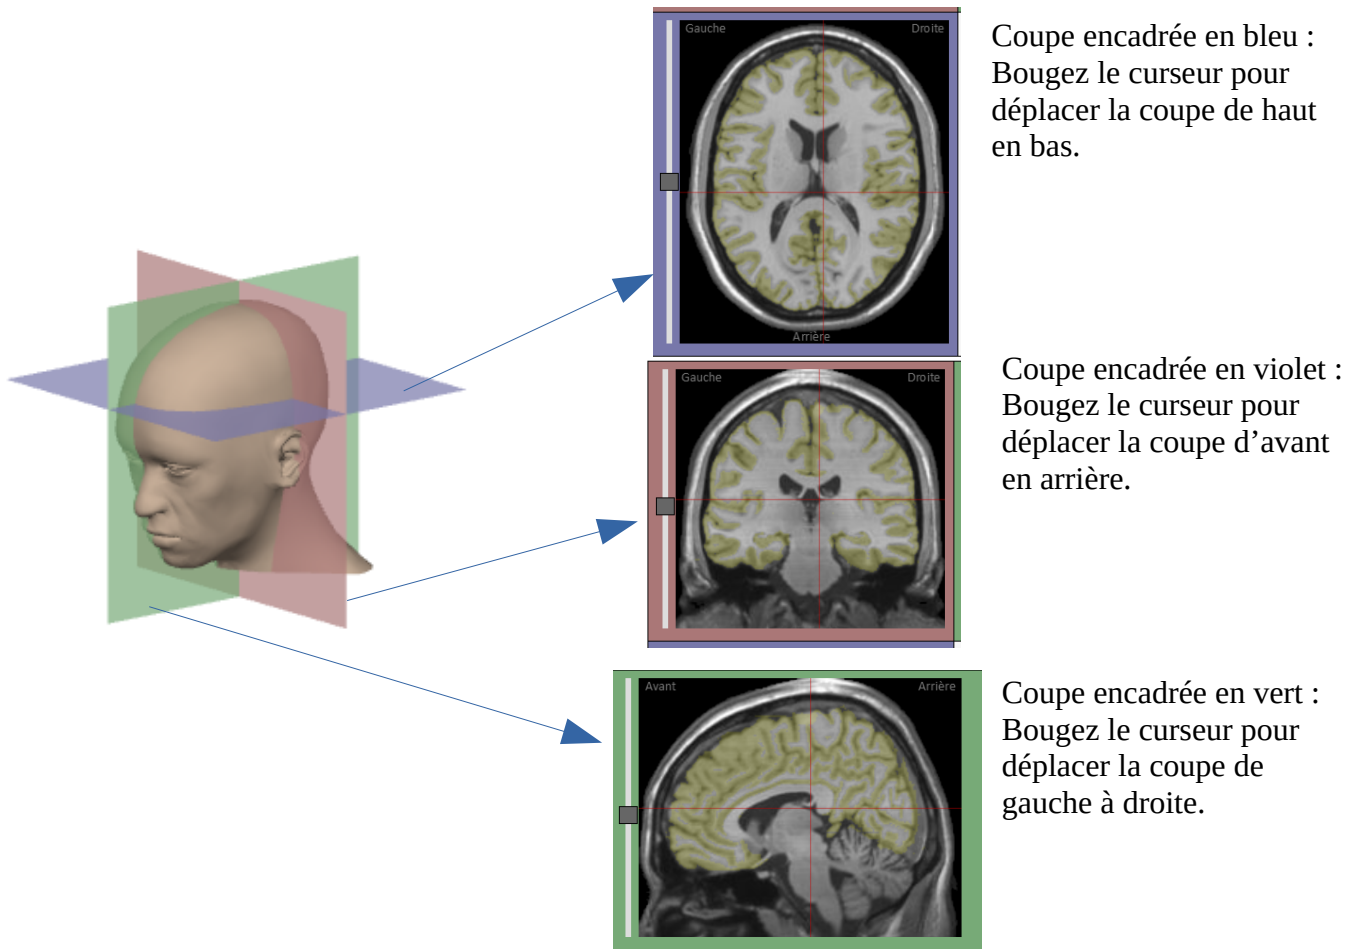 Gauche
Droite
Arrière
Coupe encadrée en bleu :
Bougez le curseur pour
déplacer la coupe de haut
en bas.
Gauche
Droite
Coupe encadrée en violet :
Bougez le curseur pour
déplacer la coupe d’avant
en arrière.
Avant
Arrière
Coupe encadrée en vert :
Bougez le curseur pour
déplacer la coupe de
gauche à droite.